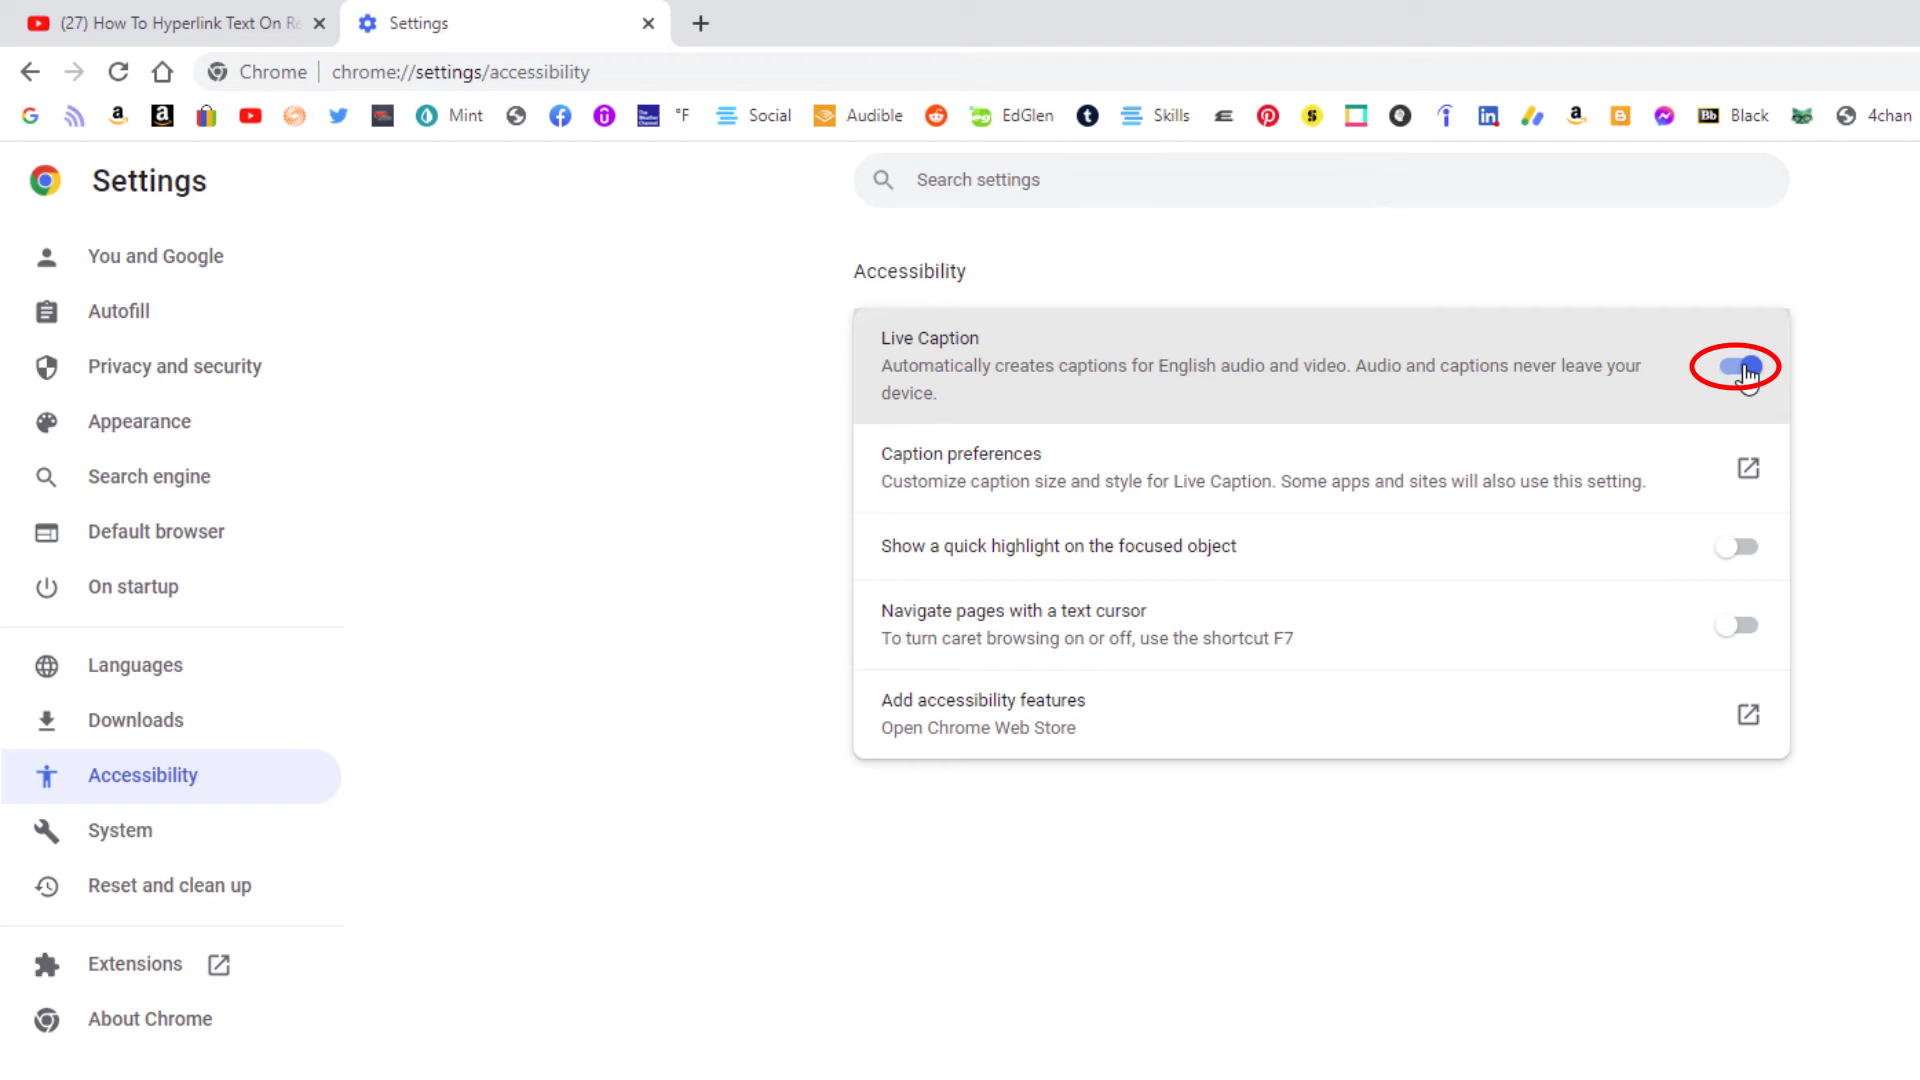 (27) How To Hyperlink Text On Re
Settings
Chrome
chrome://settings/accessibility
Mint
°F
Social
Audible
EdGlen
Skills
Black
4chan
Settings
Search settings
You and Google
Autofill
Privacy and security
Appearance
Search engine
Default browser
On startup
Languages
Downloads
Accessibility
System
Reset and clean up
Extensions
About Chrome
Accessibility
Live Caption
Automatically creates captions for English audio and video. Audio and captions never leave your
device.
Caption preferences
Customize caption size and style for Live Caption. Some apps and sites will also use this setting.
Show a quick highlight on the focused object
Navigate pages with a text cursor
To turn caret browsing on or off, use the shortcut F7
Add accessibility features
Open Chrome Web Store